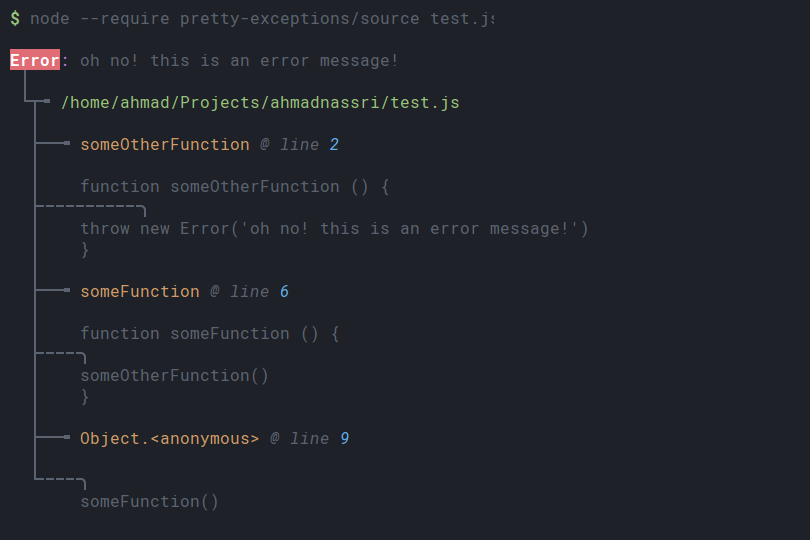 $ node --require pretty-exceptions/source test.js
Error: oh no! this is an error message!
/home/ahmad/Projects/ahmadnassri/test.js
someOtherFunction @ line 2
function someOtherFunction () {
throw new Error('oh no! this is an error message!')
}
someFunction @ line 6
function someFunction () {
someOtherFunction()
}
Object.<anonymous> @ line 9
someFunction()